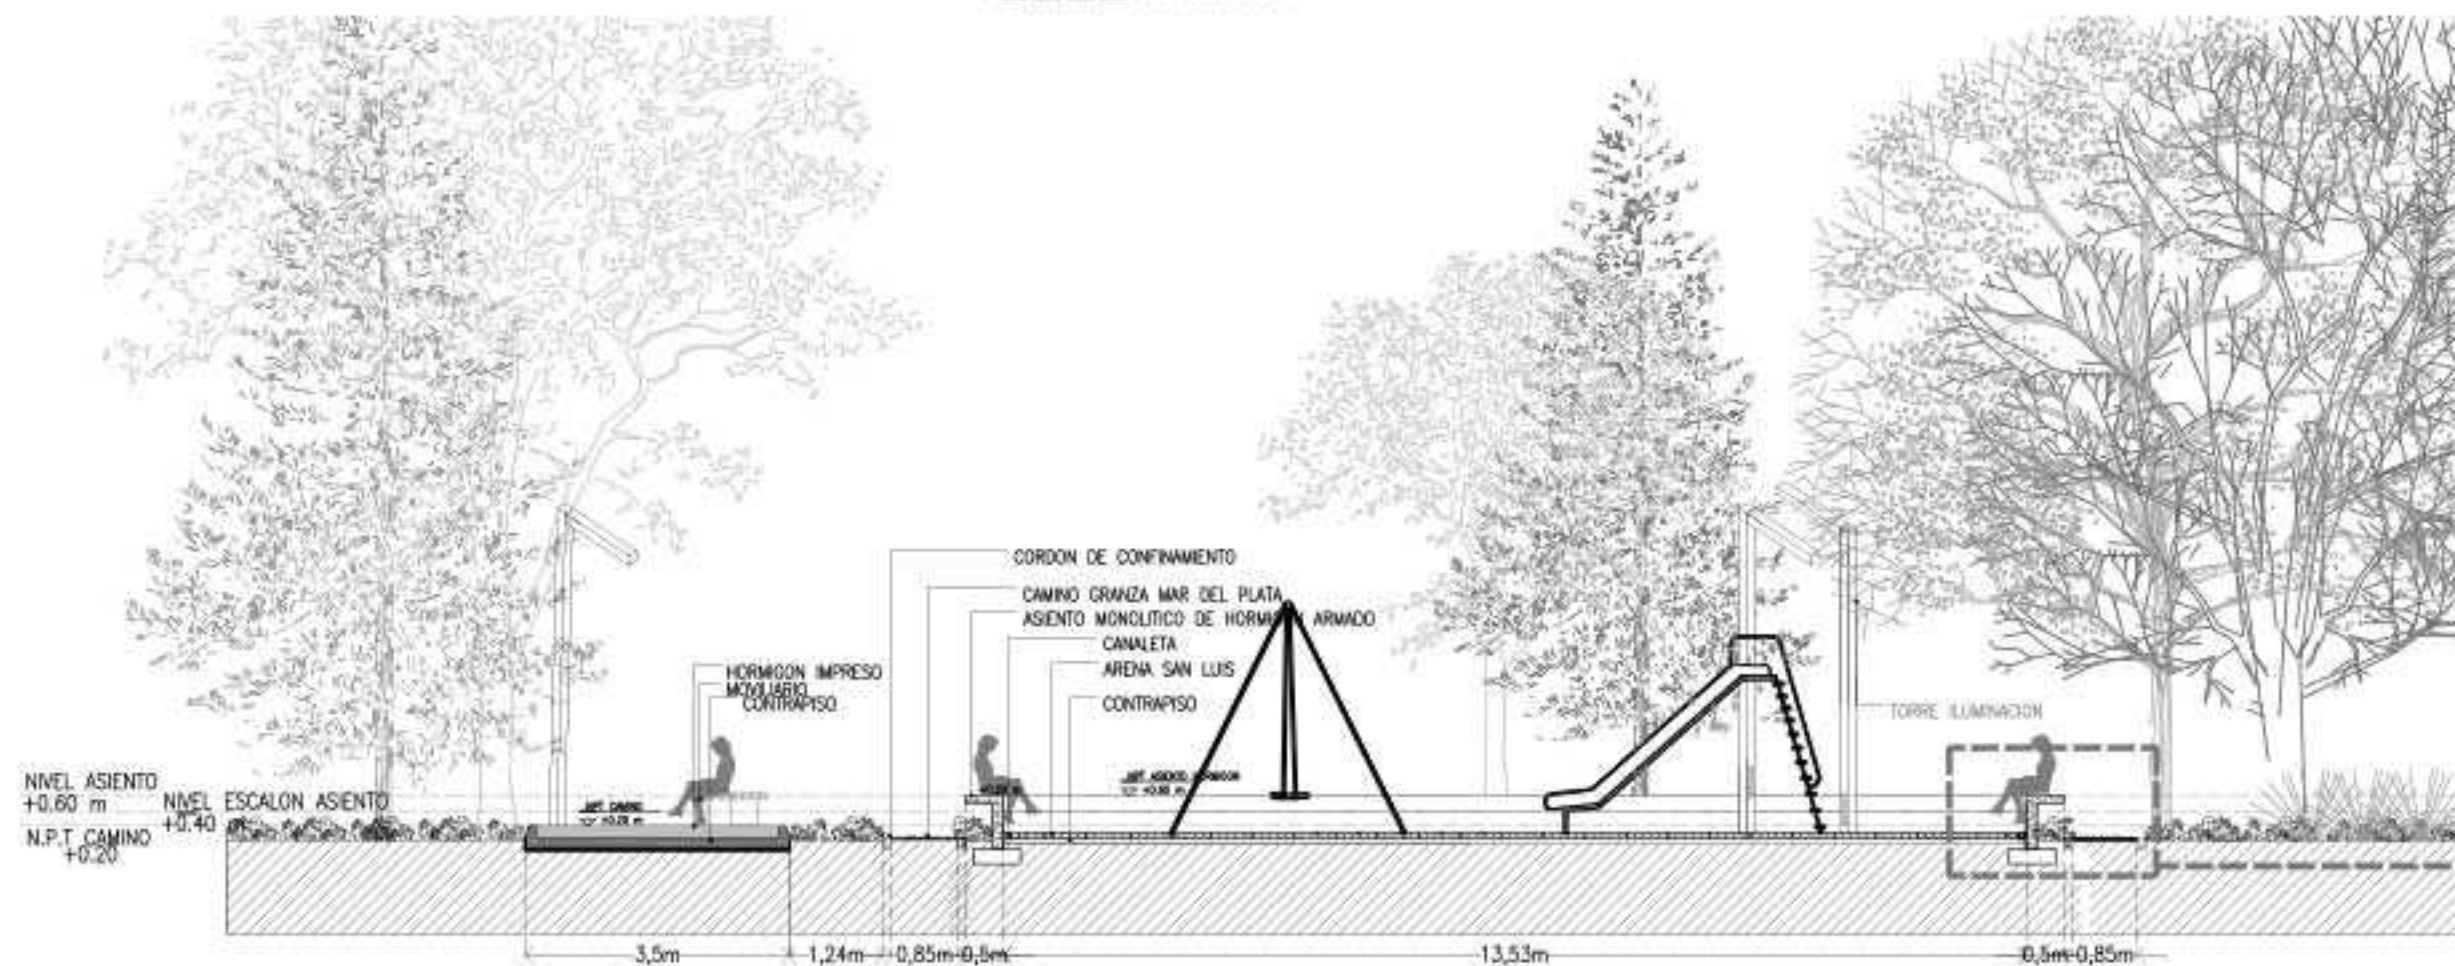 CORDON DE CONFINAMIENTO
CAMINO GRANZA MAR DEL PLATA
ASIENTO MONOLITICO DE ARMADO
CANALETA
HORMIGON IMPRESO
ARENA SAN LUIS
MOVILIARIO
CONTRAPISO
CONTRAPISO
TORRE ILUMINACION
NIVEL ASIENTO
+0.60 m
NIVEL ESCALON ASIENTO
+0.40
N.P.T CAMINO
+0.20
3,5m
1,24m
0,85m
0,5m
13,53m
0,5m
0,85m